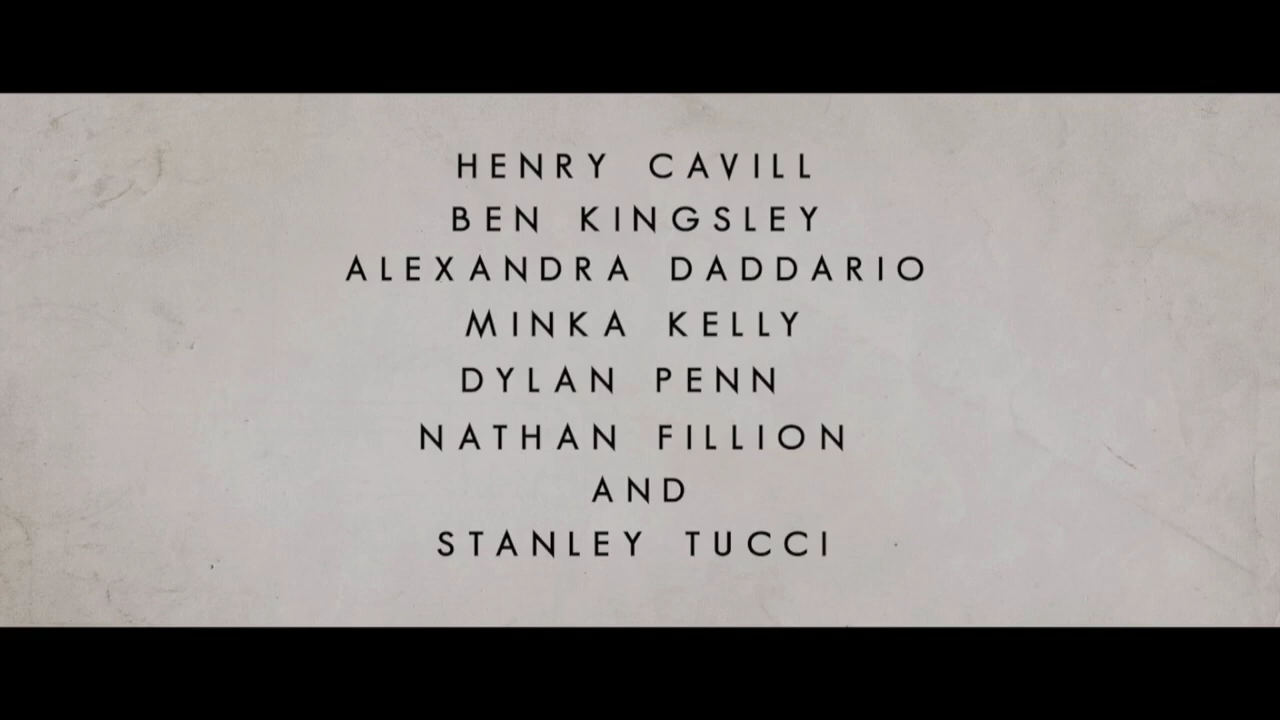 HENRY CAVILL
BEN KINGSLEY
ALEXANDRA DADDARIO
MINKA KELLY
DYLAN PENN
NATHAN FILLION
AND
STANLEY TUCCI